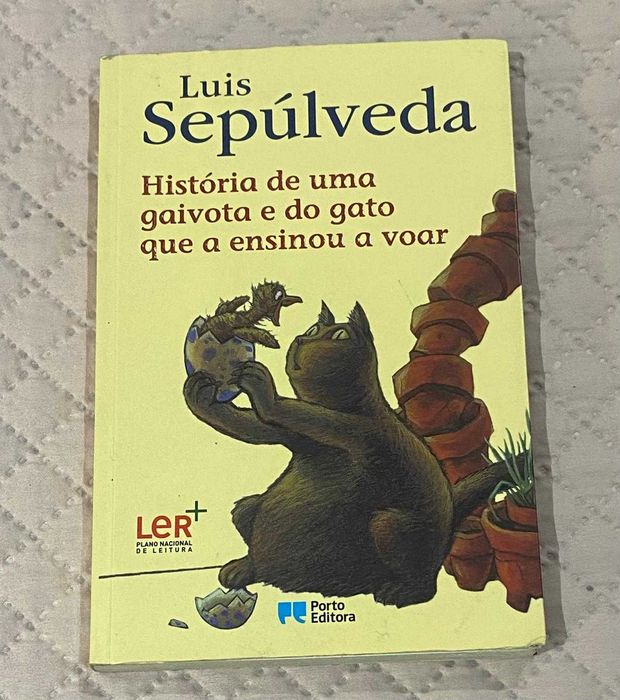 Luis
Sepúlveda
História de uma
gaivota e do gato
que a ensinou a voar
LeR+
PLANO NACIONAL
DE LEITURA
Porto
Editora